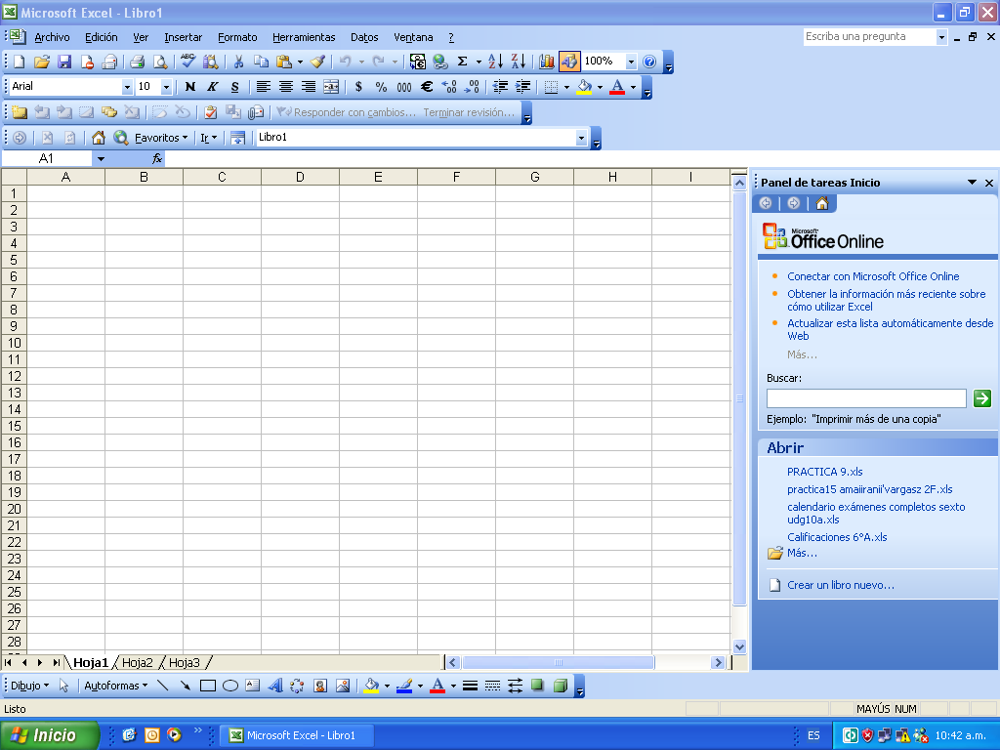 Microsoft Excel - Libro1
Archivo Edición Ver Insertar Formato Herramientas Datos Ventana ? Escriba una pregunta
Σ A Z Z A 100% ?
Arial 10 N K S $ % 000 € A
Responder con cambios... Terminar revisión...
Favoritos Ir Libro1
A1 fx
A B C D E F G H I
1
2
3
4
5
6
7
8
9
10
11
12
13
14
15
16
17
18
19
20
21
22
23
24
25
26
27
28
Panel de tareas Inicio
Microsoft
Office Online
Conectar con Microsoft Office Online
Obtener la información más reciente sobre
cómo utilizar Excel
Actualizar esta lista automáticamente desde
Web
Más...
Buscar:
Ejemplo: "Imprimir más de una copia"
Abrir
PRACTICA 9.xls
practica15 amaiiranii'vargasz 2F.xls
calendario exámenes completos sexto
udg10a.xls
Calificaciones 6°A.xls
Más...
Crear un libro nuevo...
Hoja1 Hoja2 Hoja3
Dibujo Autoformas A
Listo MAYÚS NUM
Inicio Microsoft Excel - Libro1 ES 10:42 a.m.